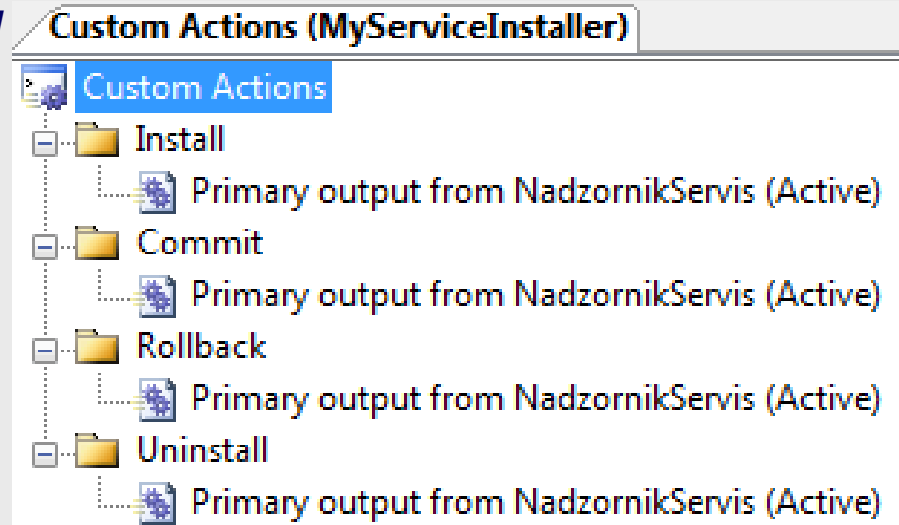 Custom Actions (MyServiceInstaller)
Custom Actions
Install
Primary output from NadzornikServis (Active)
Commit
Primary output from NadzornikServis (Active)
Rollback
Primary output from NadzornikServis (Active)
Uninstall
Primary output from NadzornikServis (Active)